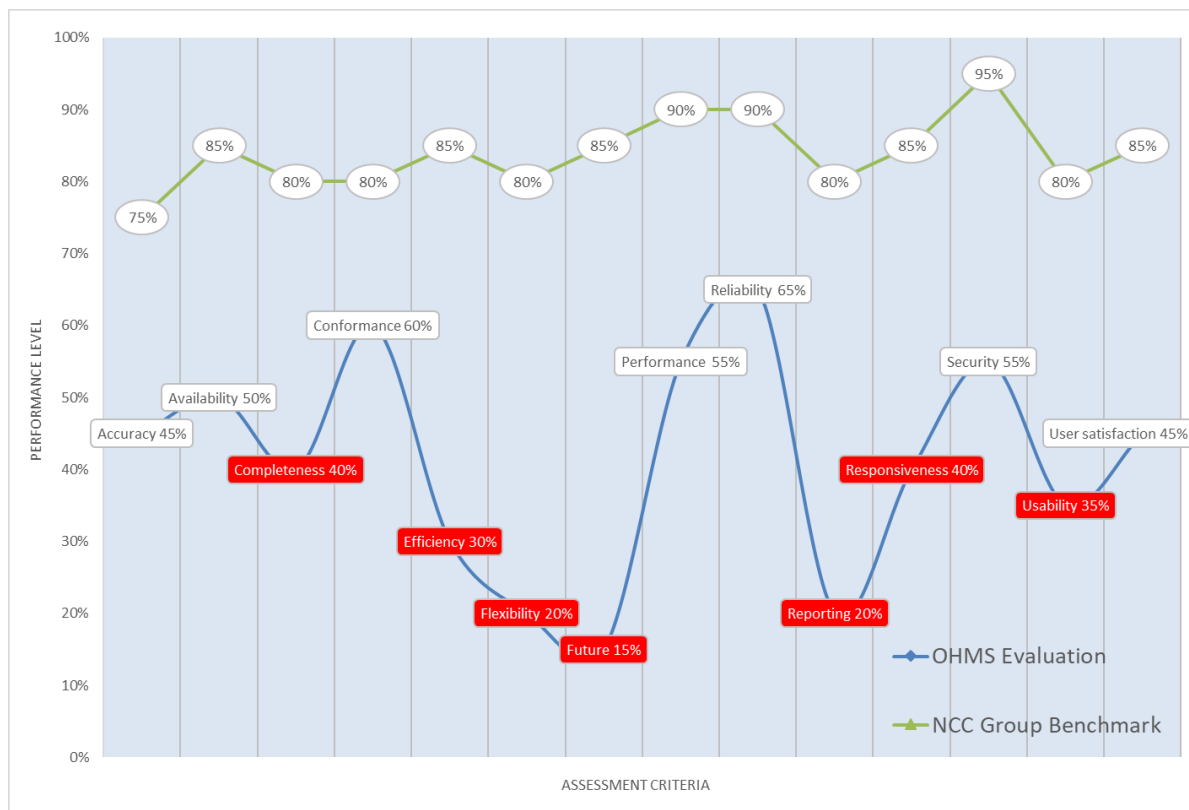 100%
95%
90%
90%
90%
85%
85%
85%
85%
85%
80%
80%
80%
80%
80%
80%
75%
70%
Reliability 65%
60%
Conformance 60%
Performance 55%
Security 55%
50%
Availability 50%
Accuracy 45%
User satisfaction 45%
40%
Completeness 40%
Responsiveness 40%
Usability 35%
30%
Efficiency 30%
20%
Flexibility 20%
Reporting 20%
Future 15%
10%
0%
PERFORMANCE LEVEL
OHMS Evaluation
NCC Group Benchmark
ASSESSMENT CRITERIA